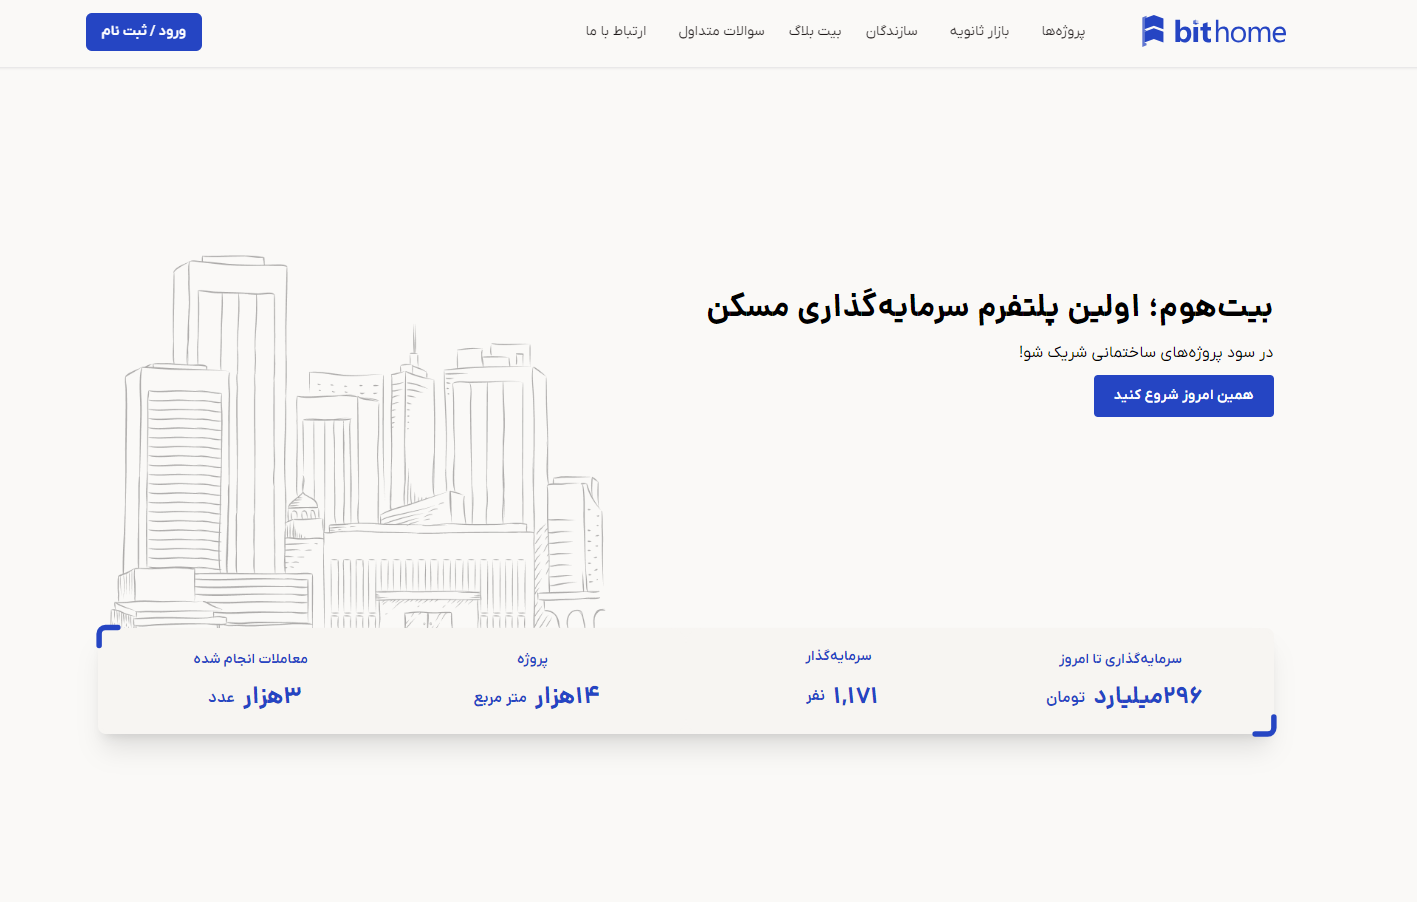 bithome
پروژه‌ها
بازار ثانویه
سازندگان
بیت بلاگ
سوالات متداول
ارتباط با ما
ورود / ثبت نام
بیت‌هوم؛ اولین پلتفرم سرمایه‌گذاری مسکن
در سود پروژه‌های ساختمانی شریک شو!
همین امروز شروع کنید
سرمایه‌گذاری تا امروز
۲۹۶میلیارد تومان
سرمایه‌گذار
۱,۱۷۱ نفر
پروژه
۱۴هزار متر مربع
معاملات انجام شده
۳هزار عدد